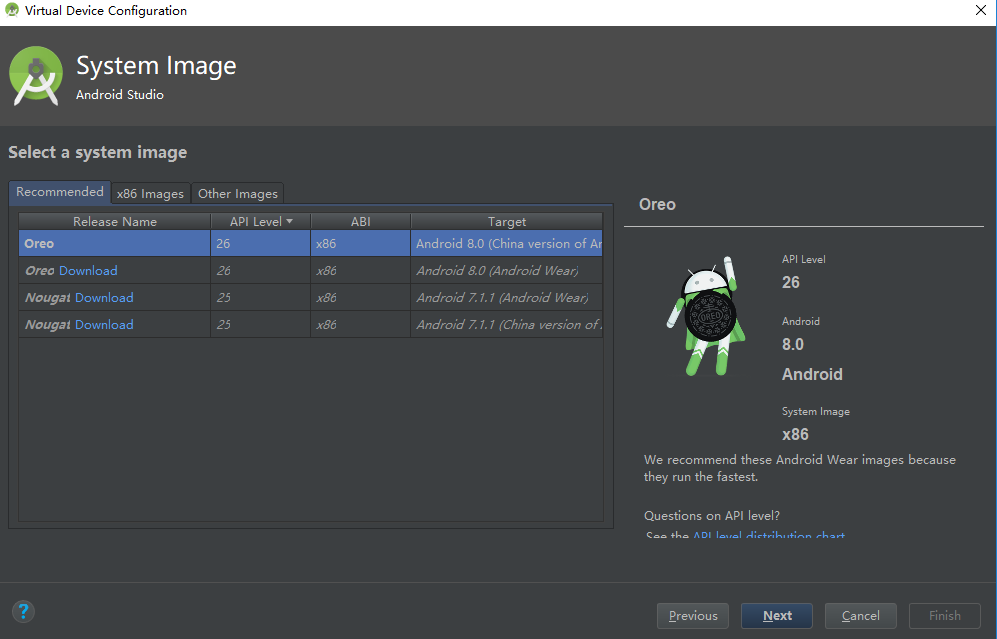 Virtual Device Configuration
System Image
Android Studio
Select a system image
Recommended x86 Images Other Images
Release Name API Level ABI Target
Oreo 26 x86 Android 8.0 (China version of Ar
Oreo Download 26 x86 Android 8.0 (Android Wear)
Nougat Download 25 x86 Android 7.1.1 (Android Wear)
Nougat Download 25 x86 Android 7.1.1 (China version of
Oreo
OREO
API Level
26
Android
8.0
Android
System Image
x86
We recommend these Android Wear images because
they run the fastest.
Questions on API level?
See the API level distribution chart
?
Previous Next Cancel Finish